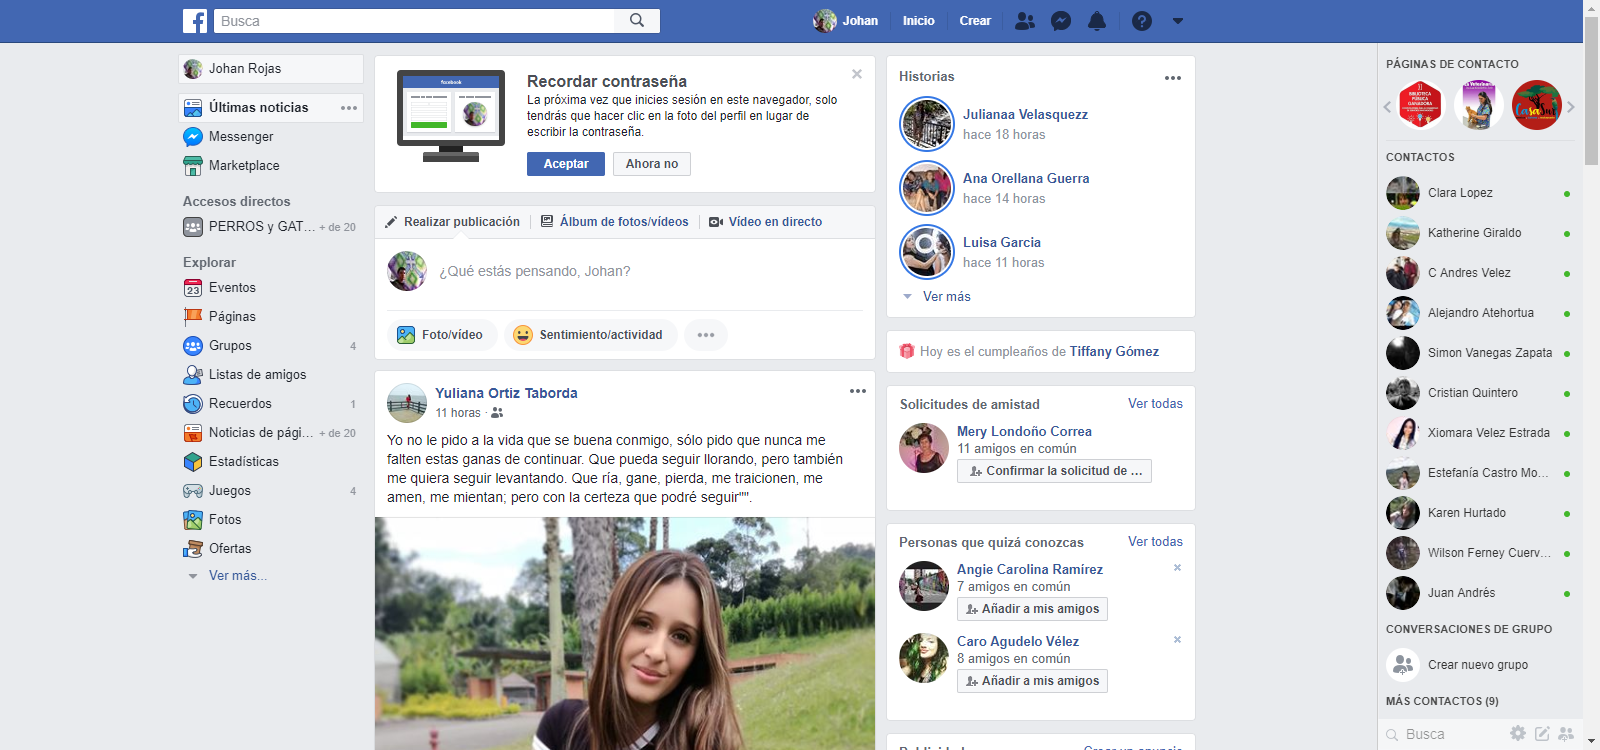 Busca
Johan
Inicio
Crear
Johan Rojas
Últimas noticias
Messenger
Marketplace
Accesos directos
PERROS y GAT... + de 20
Explorar
23
Eventos
Páginas
Grupos 4
Listas de amigos
Recuerdos 1
Noticias de pági... + de 20
Estadísticas
Juegos 4
Fotos
Ofertas
Ver más...
facebook
Recordar contraseña
La próxima vez que inicies sesión en este navegador, solo
tendrás que hacer clic en la foto del perfil en lugar de
escribir la contraseña.
Aceptar
Ahora no
Realizar publicación
Álbum de fotos/vídeos
Vídeo en directo
¿Qué estás pensando, Johan?
Foto/vídeo
Sentimiento/actividad
Yuliana Ortiz Taborda
11 horas ·
Yo no le pido a la vida que se buena conmigo, sólo pido que nunca me
falten estas ganas de continuar. Que pueda seguir llorando, pero también
me quiera seguir levantando. Que ría, gane, pierda, me traicionen, me
amen, me mientan; pero con la certeza que podré seguir"".
Historias
Julianaa Velasquezz
hace 18 horas
Ana Orellana Guerra
hace 14 horas
Luisa Garcia
hace 11 horas
Ver más
Hoy es el cumpleaños de Tiffany Gómez
Solicitudes de amistad
Ver todas
Mery Londoño Correa
11 amigos en común
Confirmar la solicitud de ...
Personas que quizá conozcas
Ver todas
Angie Carolina Ramírez
7 amigos en común
Añadir a mis amigos
Caro Agudelo Vélez
8 amigos en común
Añadir a mis amigos
Publicidad
Crear un anuncio
PÁGINAS DE CONTACTO
BIBLIOTECA
PÚBLICA
GANADORA
CONTACTOS
Clara Lopez
Katherine Giraldo
C Andres Velez
Alejandro Atehortua
Simon Vanegas Zapata
Cristian Quintero
Xiomara Velez Estrada
Estefanía Castro Mo...
Karen Hurtado
Wilson Ferney Cuerv...
Juan Andrés
CONVERSACIONES DE GRUPO
Crear nuevo grupo
MÁS CONTACTOS (9)
Busca